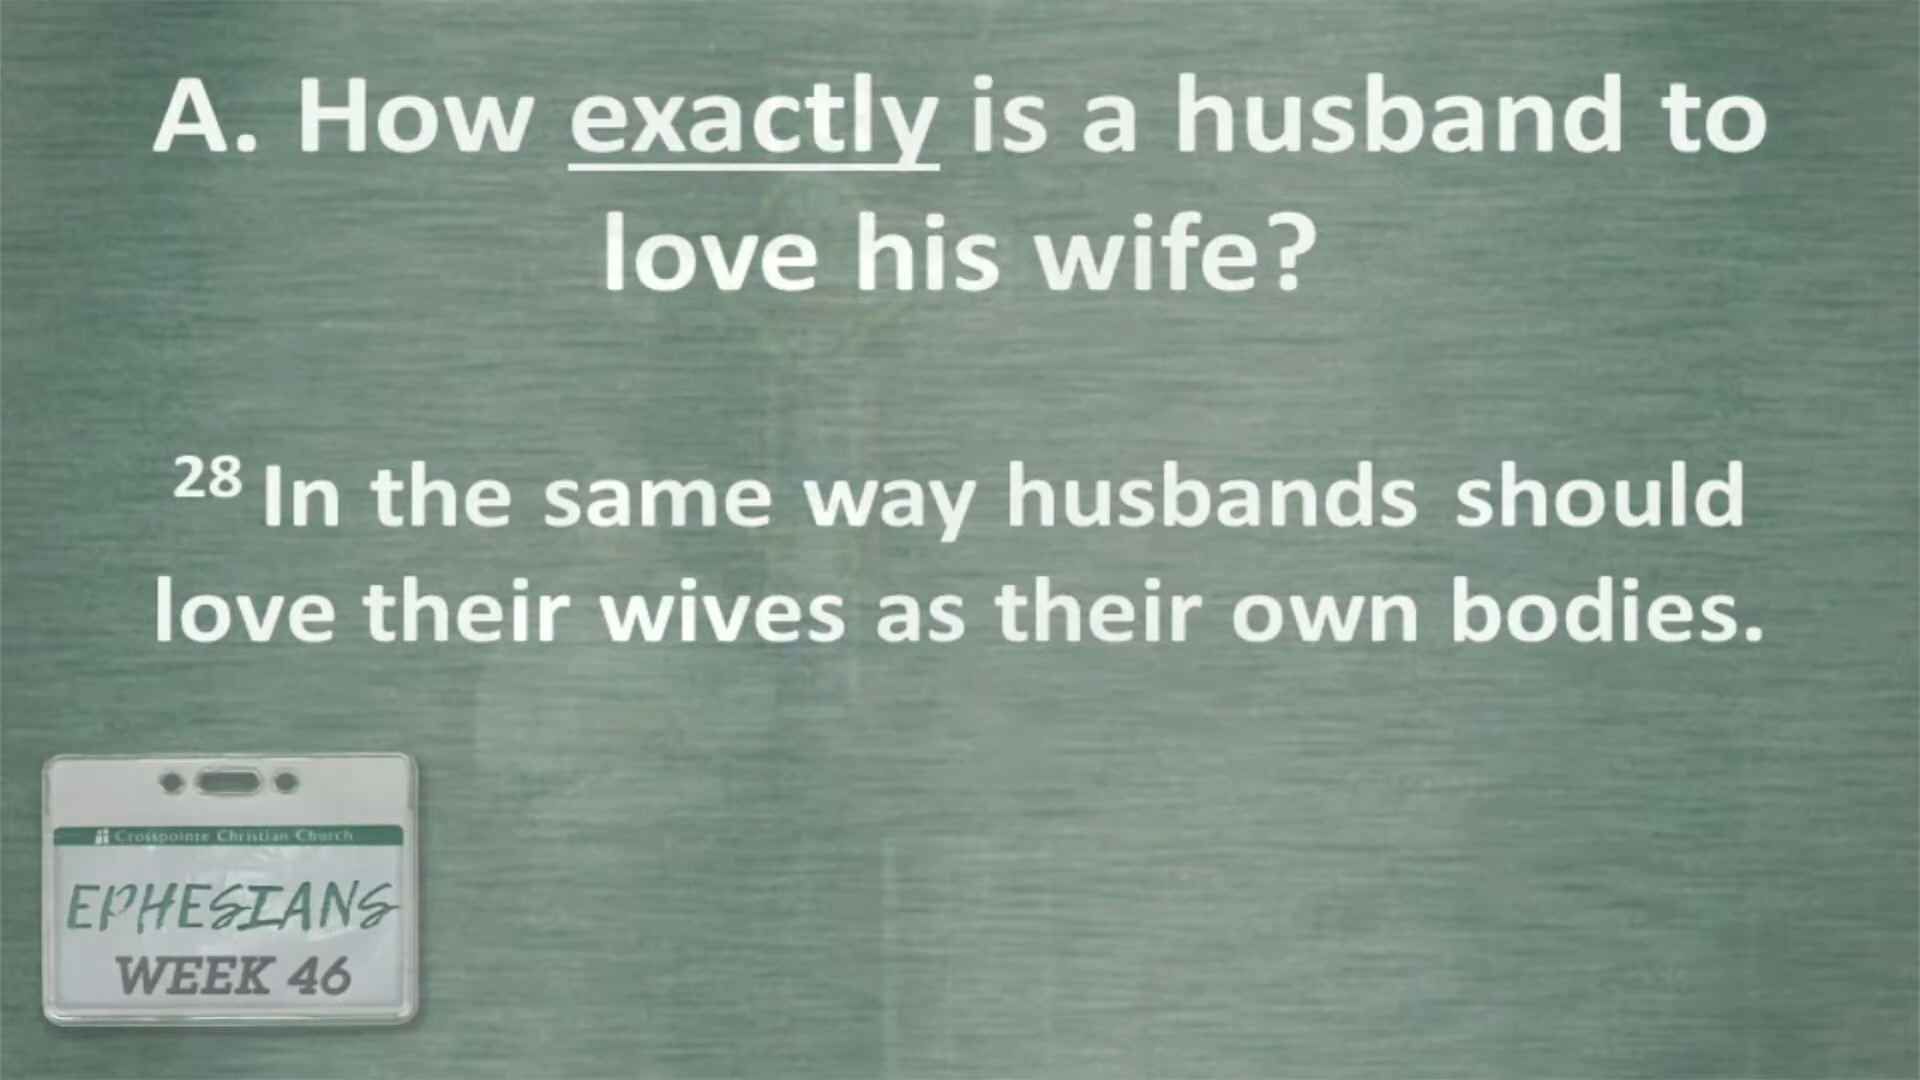 A. How exactly is a husband to
love his wife?
28 In the same way husbands should
love their wives as their own bodies.
Crosspointe Christian Church
EPHESIANS
WEEK 46